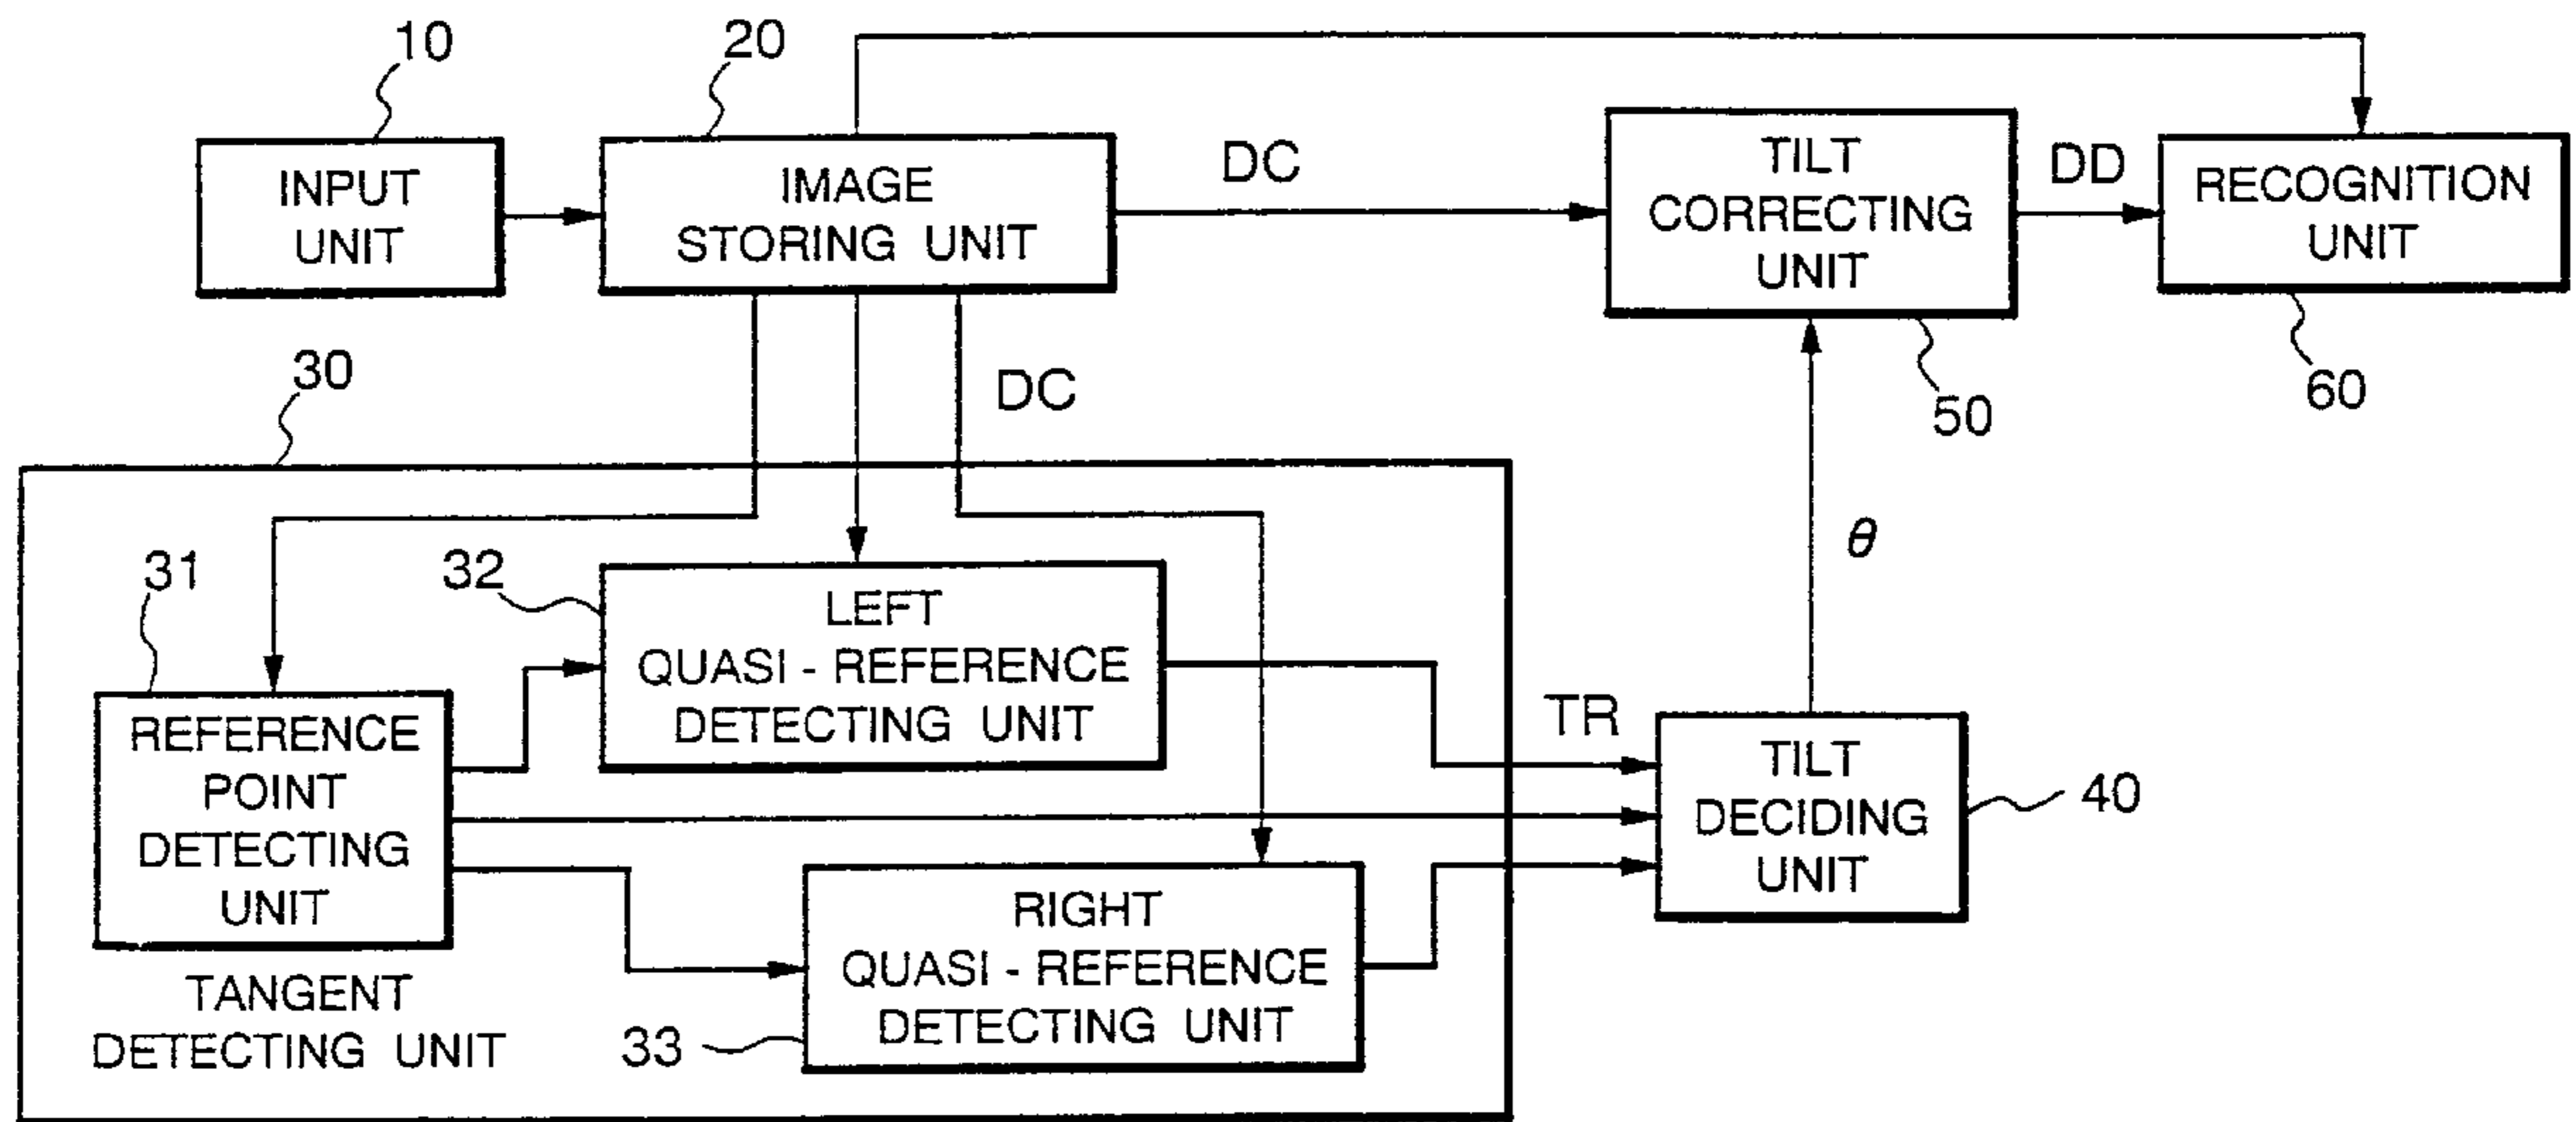 10
20
INPUT
UNIT
IMAGE
STORING UNIT
DC
TILT
CORRECTING
UNIT
DD
RECOGNITION
UNIT
30
DC
50
60
θ
31
32
LEFT
QUASI - REFERENCE
DETECTING UNIT
REFERENCE
POINT
DETECTING
UNIT
TR
TILT
DECIDING
UNIT
40
RIGHT
QUASI - REFERENCE
DETECTING UNIT
33
TANGENT
DETECTING UNIT